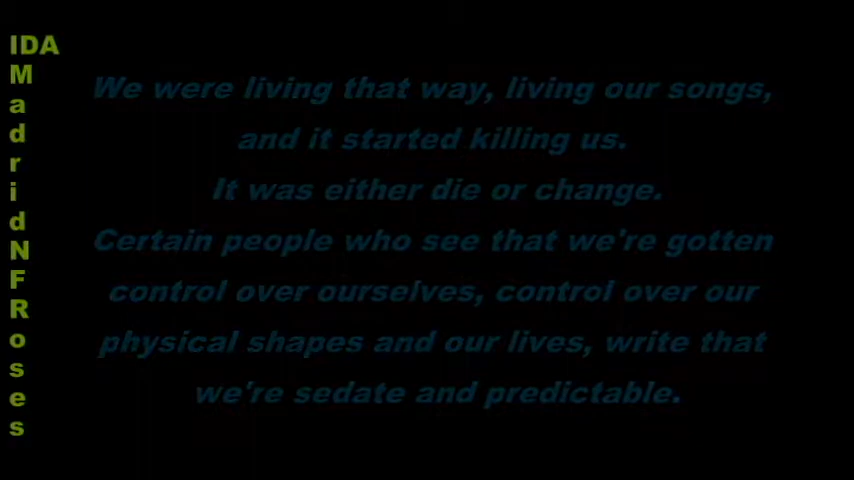 IDA
M
a
d
r
i
d
N
F
R
o
s
e
s
We were living that way, living our songs,
and it started killing us.
It was either die or change.
Certain people who see that we're gotten
control over ourselves, control over our
physical shapes and our lives, write that
we're sedate and predictable.